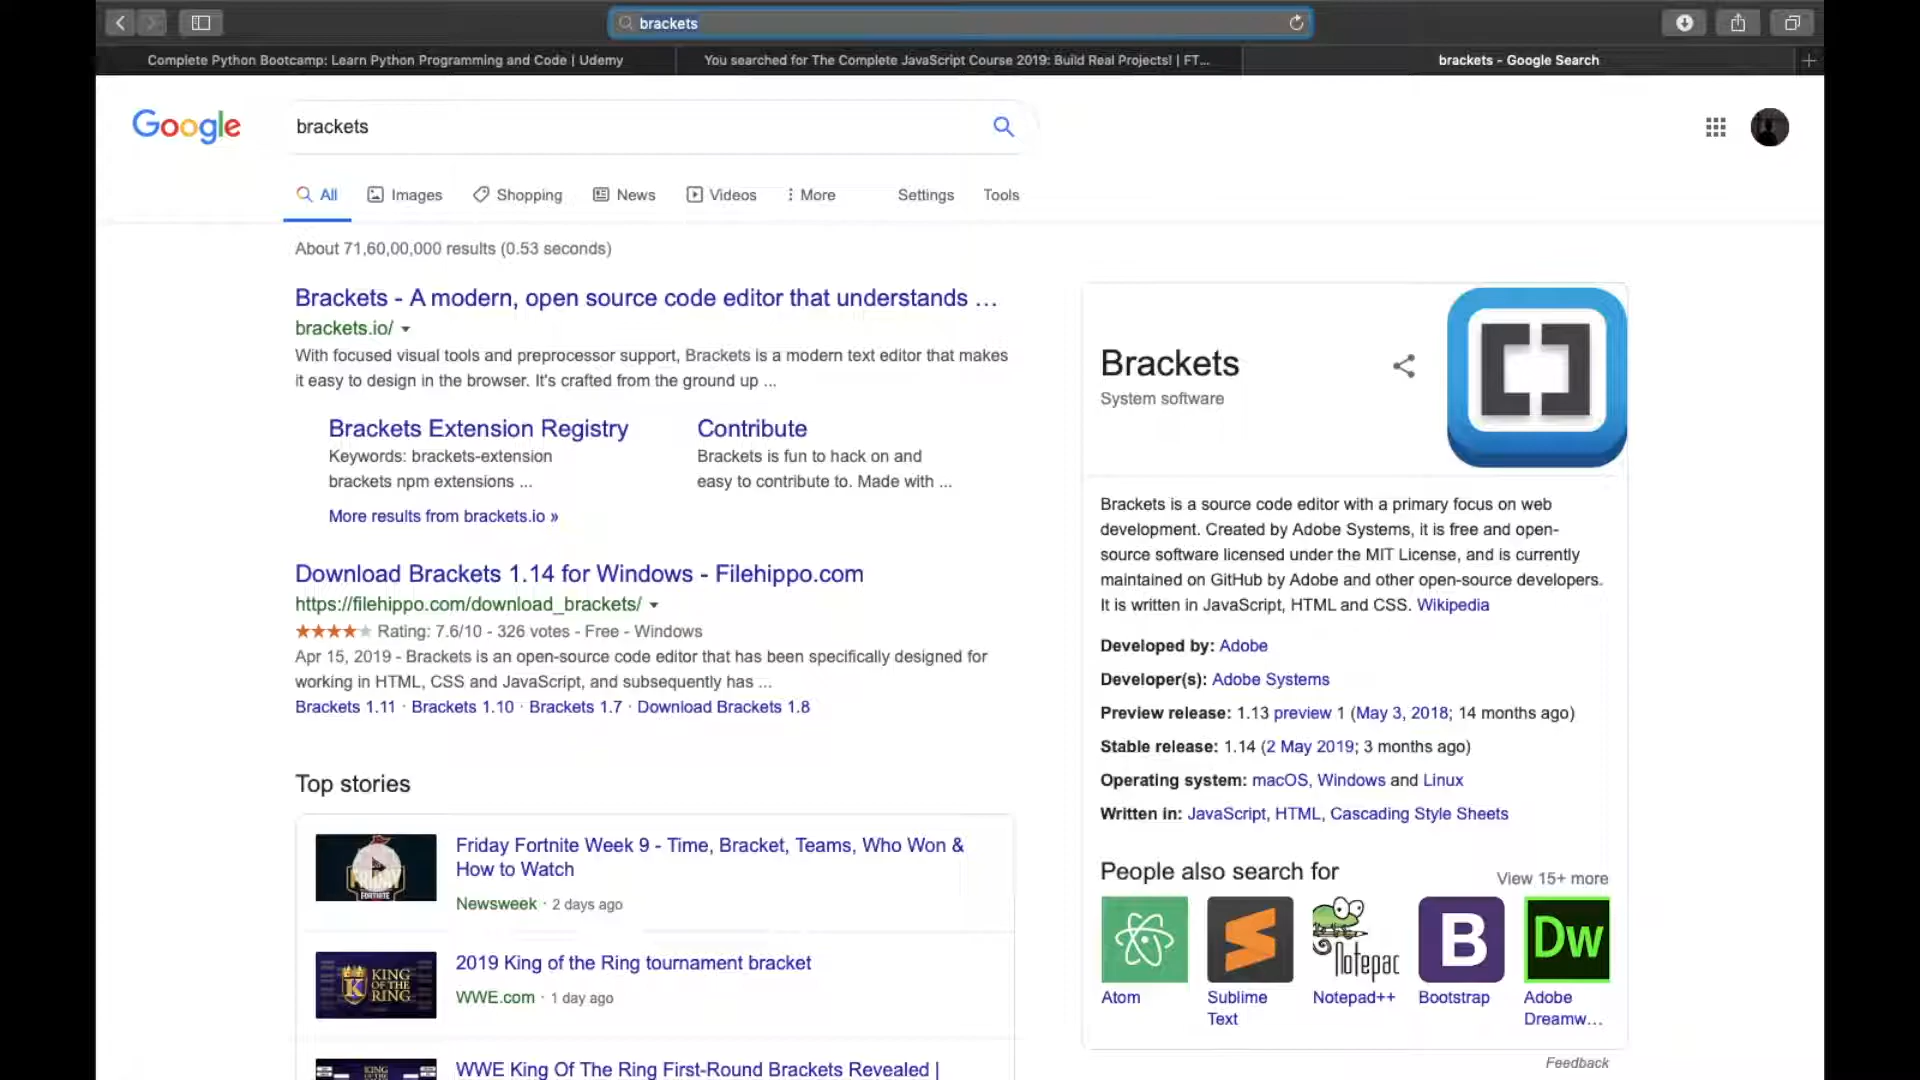 brackets
Complete Python Bootcamp: Learn Python Programming and Code | Udemy
You searched for The Complete JavaScript Course 2019: Build Real Projects! | FT...
brackets - Google Search
Google
brackets
All
Images
Shopping
News
Videos
More
Settings
Tools
About 71,60,00,000 results (0.53 seconds)
Brackets - A modern, open source code editor that understands ...
brackets.io/
With focused visual tools and preprocessor support, Brackets is a modern text editor that makes
it easy to design in the browser. It's crafted from the ground up ...
Brackets Extension Registry
Keywords: brackets-extension
brackets npm extensions ...
Contribute
Brackets is fun to hack on and
easy to contribute to. Made with ...
More results from brackets.io »
Download Brackets 1.14 for Windows - Filehippo.com
https://filehippo.com/download_brackets/
Rating: 7.6/10 - 326 votes - Free - Windows
Apr 15, 2019 - Brackets is an open-source code editor that has been specifically designed for
working in HTML, CSS and JavaScript, and subsequently has ...
Brackets 1.11 · Brackets 1.10 · Brackets 1.7 · Download Brackets 1.8
Top stories
FRIDAY
FORTNITE
Friday Fortnite Week 9 - Time, Bracket, Teams, Who Won &
How to Watch
Newsweek · 2 days ago
KING
OF THE
RING
2019 King of the Ring tournament bracket
WWE.com · 1 day ago
KING
WWE King Of The Ring First-Round Brackets Revealed |
Brackets
System software
Brackets is a source code editor with a primary focus on web
development. Created by Adobe Systems, it is free and open-
source software licensed under the MIT License, and is currently
maintained on GitHub by Adobe and other open-source developers.
It is written in JavaScript, HTML and CSS. Wikipedia
Developed by: Adobe
Developer(s): Adobe Systems
Preview release: 1.13 preview 1 (May 3, 2018; 14 months ago)
Stable release: 1.14 (2 May 2019; 3 months ago)
Operating system: macOS, Windows and Linux
Written in: JavaScript, HTML, Cascading Style Sheets
People also search for
View 15+ more
Notepad
B
Dw
Atom
Sublime
Text
Notepad++
Bootstrap
Adobe
Dreamw...
Feedback